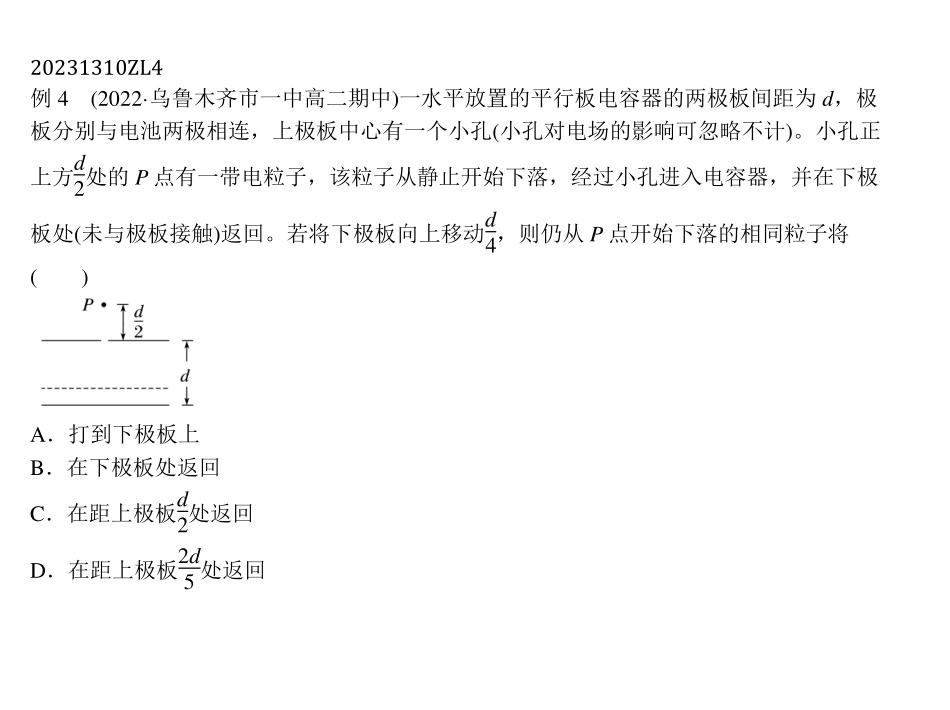 20231310ZL4
例 4　(2022·乌鲁木齐市一中高二期中)一水平放置的平行板电容器的两极板间距为 d，极
板分别与电池两极相连，上极板中心有一个小孔(小孔对电场的影响可忽略不计)。小孔正
上方d/2处的 P 点有一带电粒子，该粒子从静止开始下落，经过小孔进入电容器，并在下极
板处(未与极板接触)返回。若将下极板向上移动d/4，则仍从 P 点开始下落的相同粒子将
(　　)
P
d/2
d
A．打到下极板上
B．在下极板处返回
C．在距上极板d/2处返回
D．在距上极板2d/5处返回